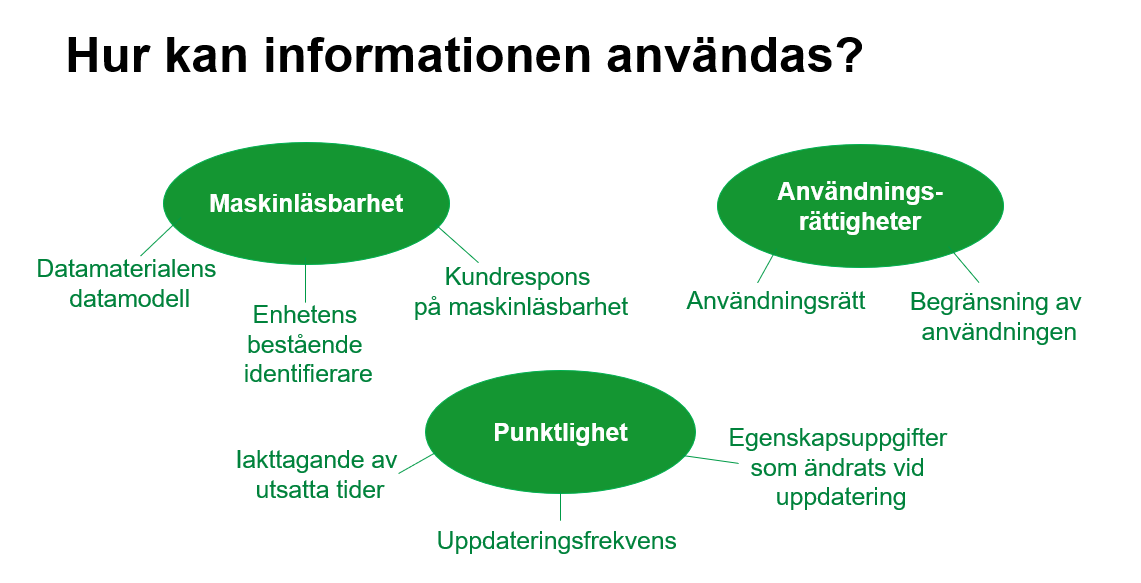 Hur kan informationen användas?
Maskinläsbarhet
Datamaterialens
datamodell
Enhetens
bestående
identifierare
Kundrespons
på maskinläsbarhet
Användnings-
rättigheter
Användningsrätt
Begränsning av
användningen
Punktlighet
Iakttagande av
utsatta tider
Uppdateringsfrekvens
Egenskapsuppgifter
som ändrats vid
uppdatering